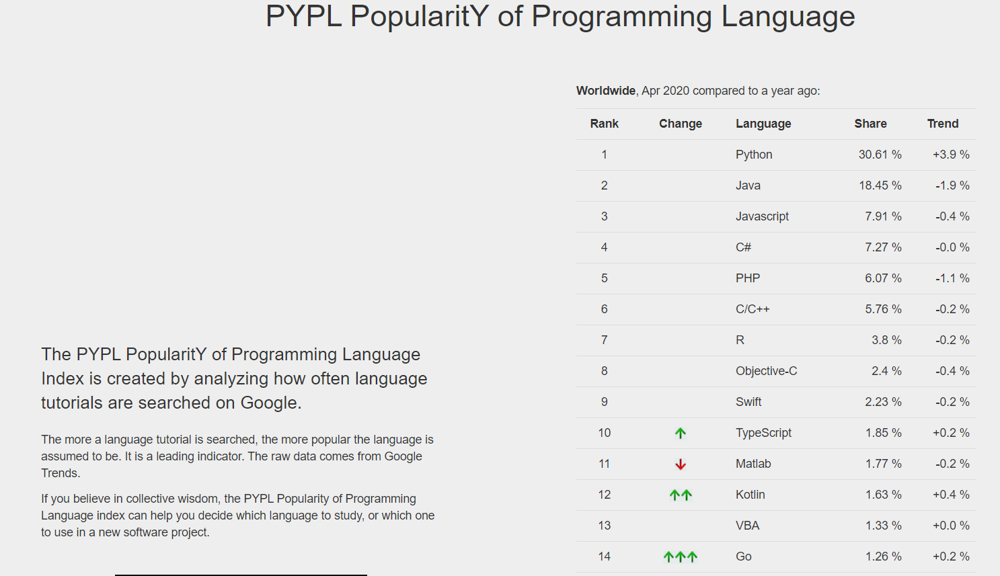 PYPL PopularitY of Programming Language
The PYPL PopularitY of Programming Language
Index is created by analyzing how often language
tutorials are searched on Google.
The more a language tutorial is searched, the more popular the language is
assumed to be. It is a leading indicator. The raw data comes from Google
Trends.
If you believe in collective wisdom, the PYPL Popularity of Programming
Language index can help you decide which language to study, or which one
to use in a new software project.
Worldwide, Apr 2020 compared to a year ago:
Rank Change Language Share Trend
1 Python 30.61 % +3.9 %
2 Java 18.45 % -1.9 %
3 Javascript 7.91 % -0.4 %
4 C# 7.27 % -0.0 %
5 PHP 6.07 % -1.1 %
6 C/C++ 5.76 % -0.2 %
7 R 3.8 % -0.2 %
8 Objective-C 2.4 % -0.4 %
9 Swift 2.23 % -0.2 %
10 ↑ TypeScript 1.85 % +0.2 %
11 ↓ Matlab 1.77 % -0.2 %
12 ↑↑ Kotlin 1.63 % +0.4 %
13 VBA 1.33 % +0.0 %
14 ↑↑↑ Go 1.26 % +0.2 %